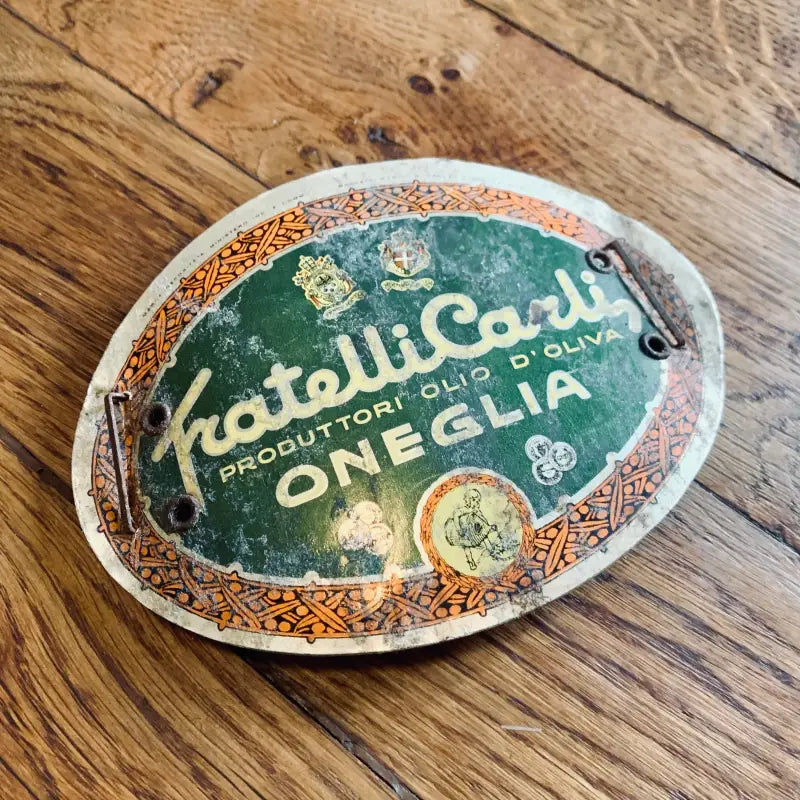 Fratelli Carli
PRODUTTORI OLIO D'OLIVA
ONEGLIA